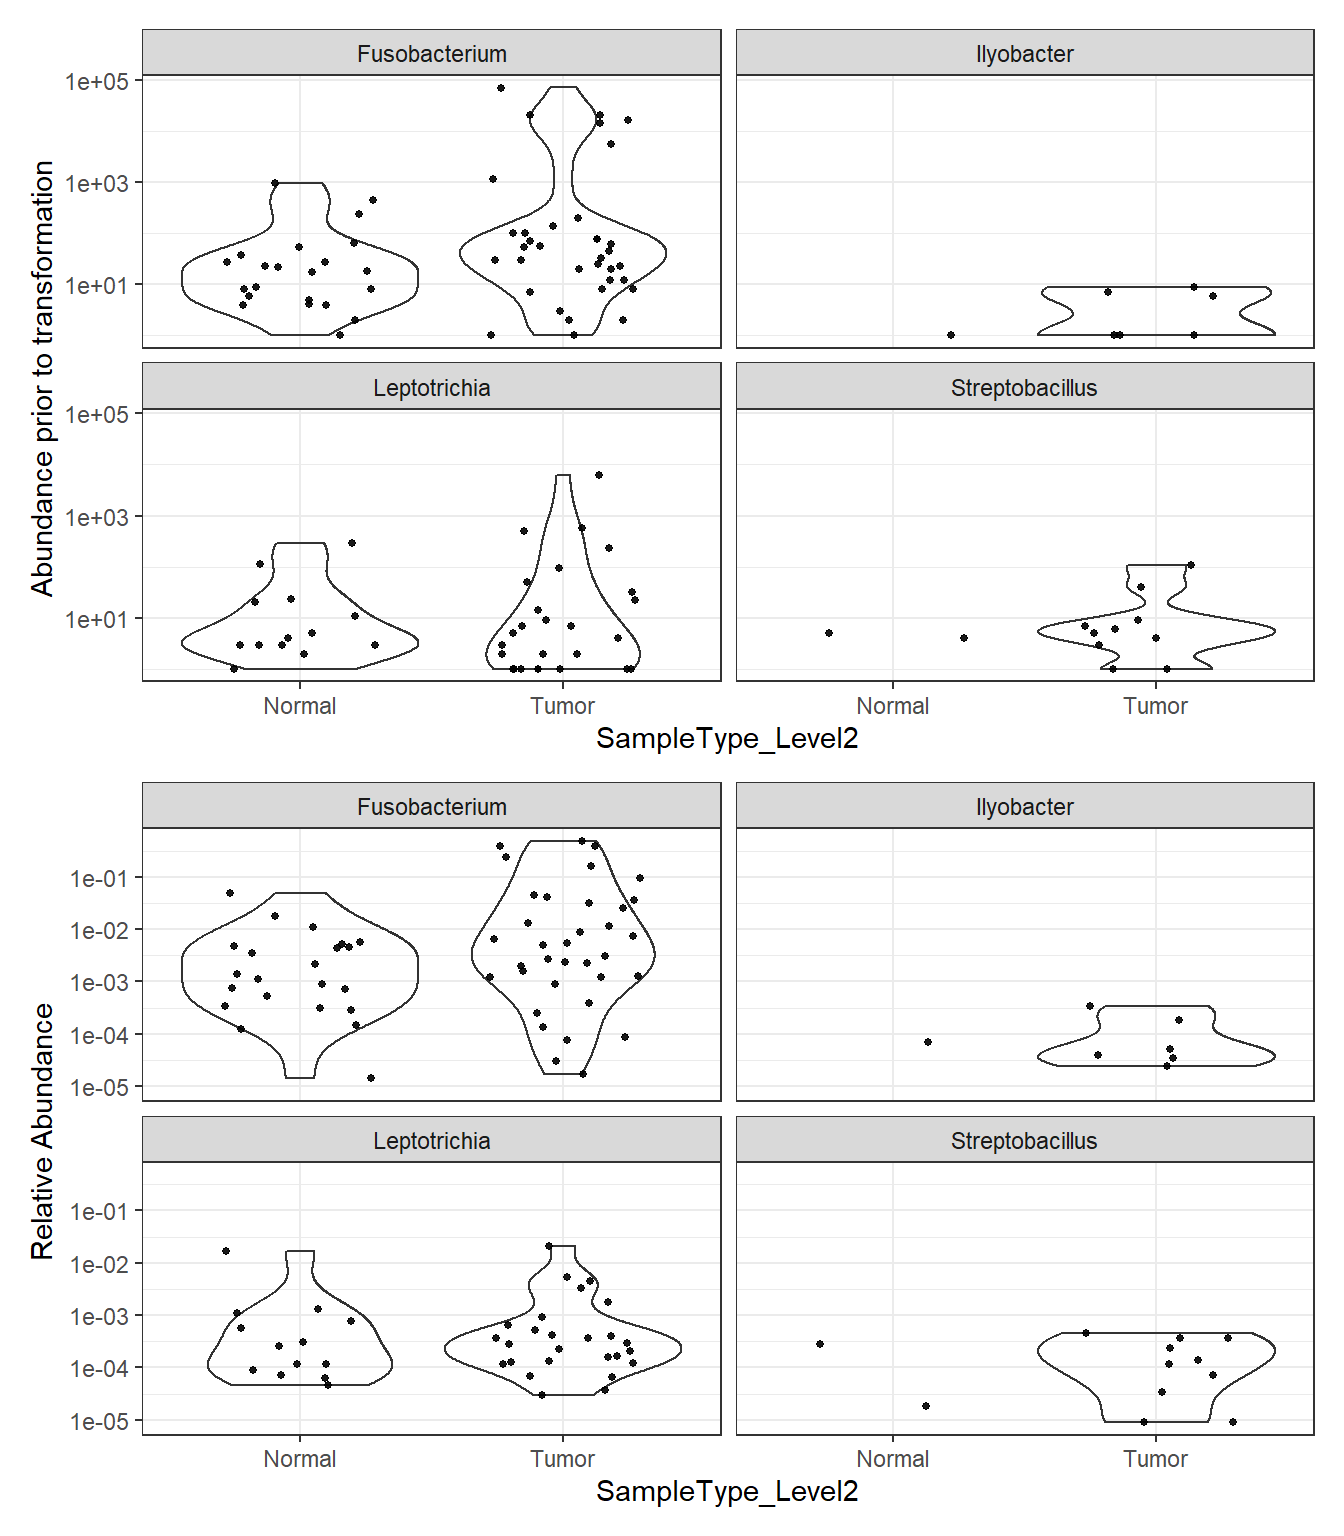 Fusobacterium
Ilyobacter
1e+05
1e+03
1e+01
Leptotrichia
Streptobacillus
1e+05
1e+03
1e+01
Abundance prior to transformation
Normal
Tumor
Normal
Tumor
SampleType_Level2
Fusobacterium
Ilyobacter
1e-01
1e-02
1e-03
1e-04
1e-05
Leptotrichia
Streptobacillus
1e-01
1e-02
1e-03
1e-04
1e-05
Relative Abundance
Normal
Tumor
Normal
Tumor
SampleType_Level2